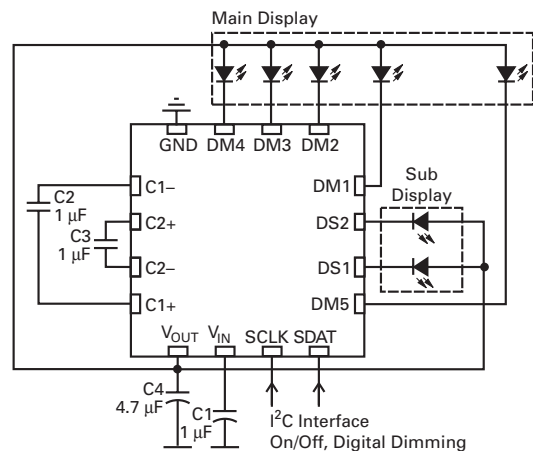 Main Display
GND DM4 DM3 DM2
C1–
C2+
C2–
C1+
DM1
DS2
DS1
DM5
C2
1 µF
C3
1 µF
Sub
Display
VOUT VIN SCLK SDAT
C4
4.7 µF
C1
1 µF
I²C Interface
On/Off, Digital Dimming